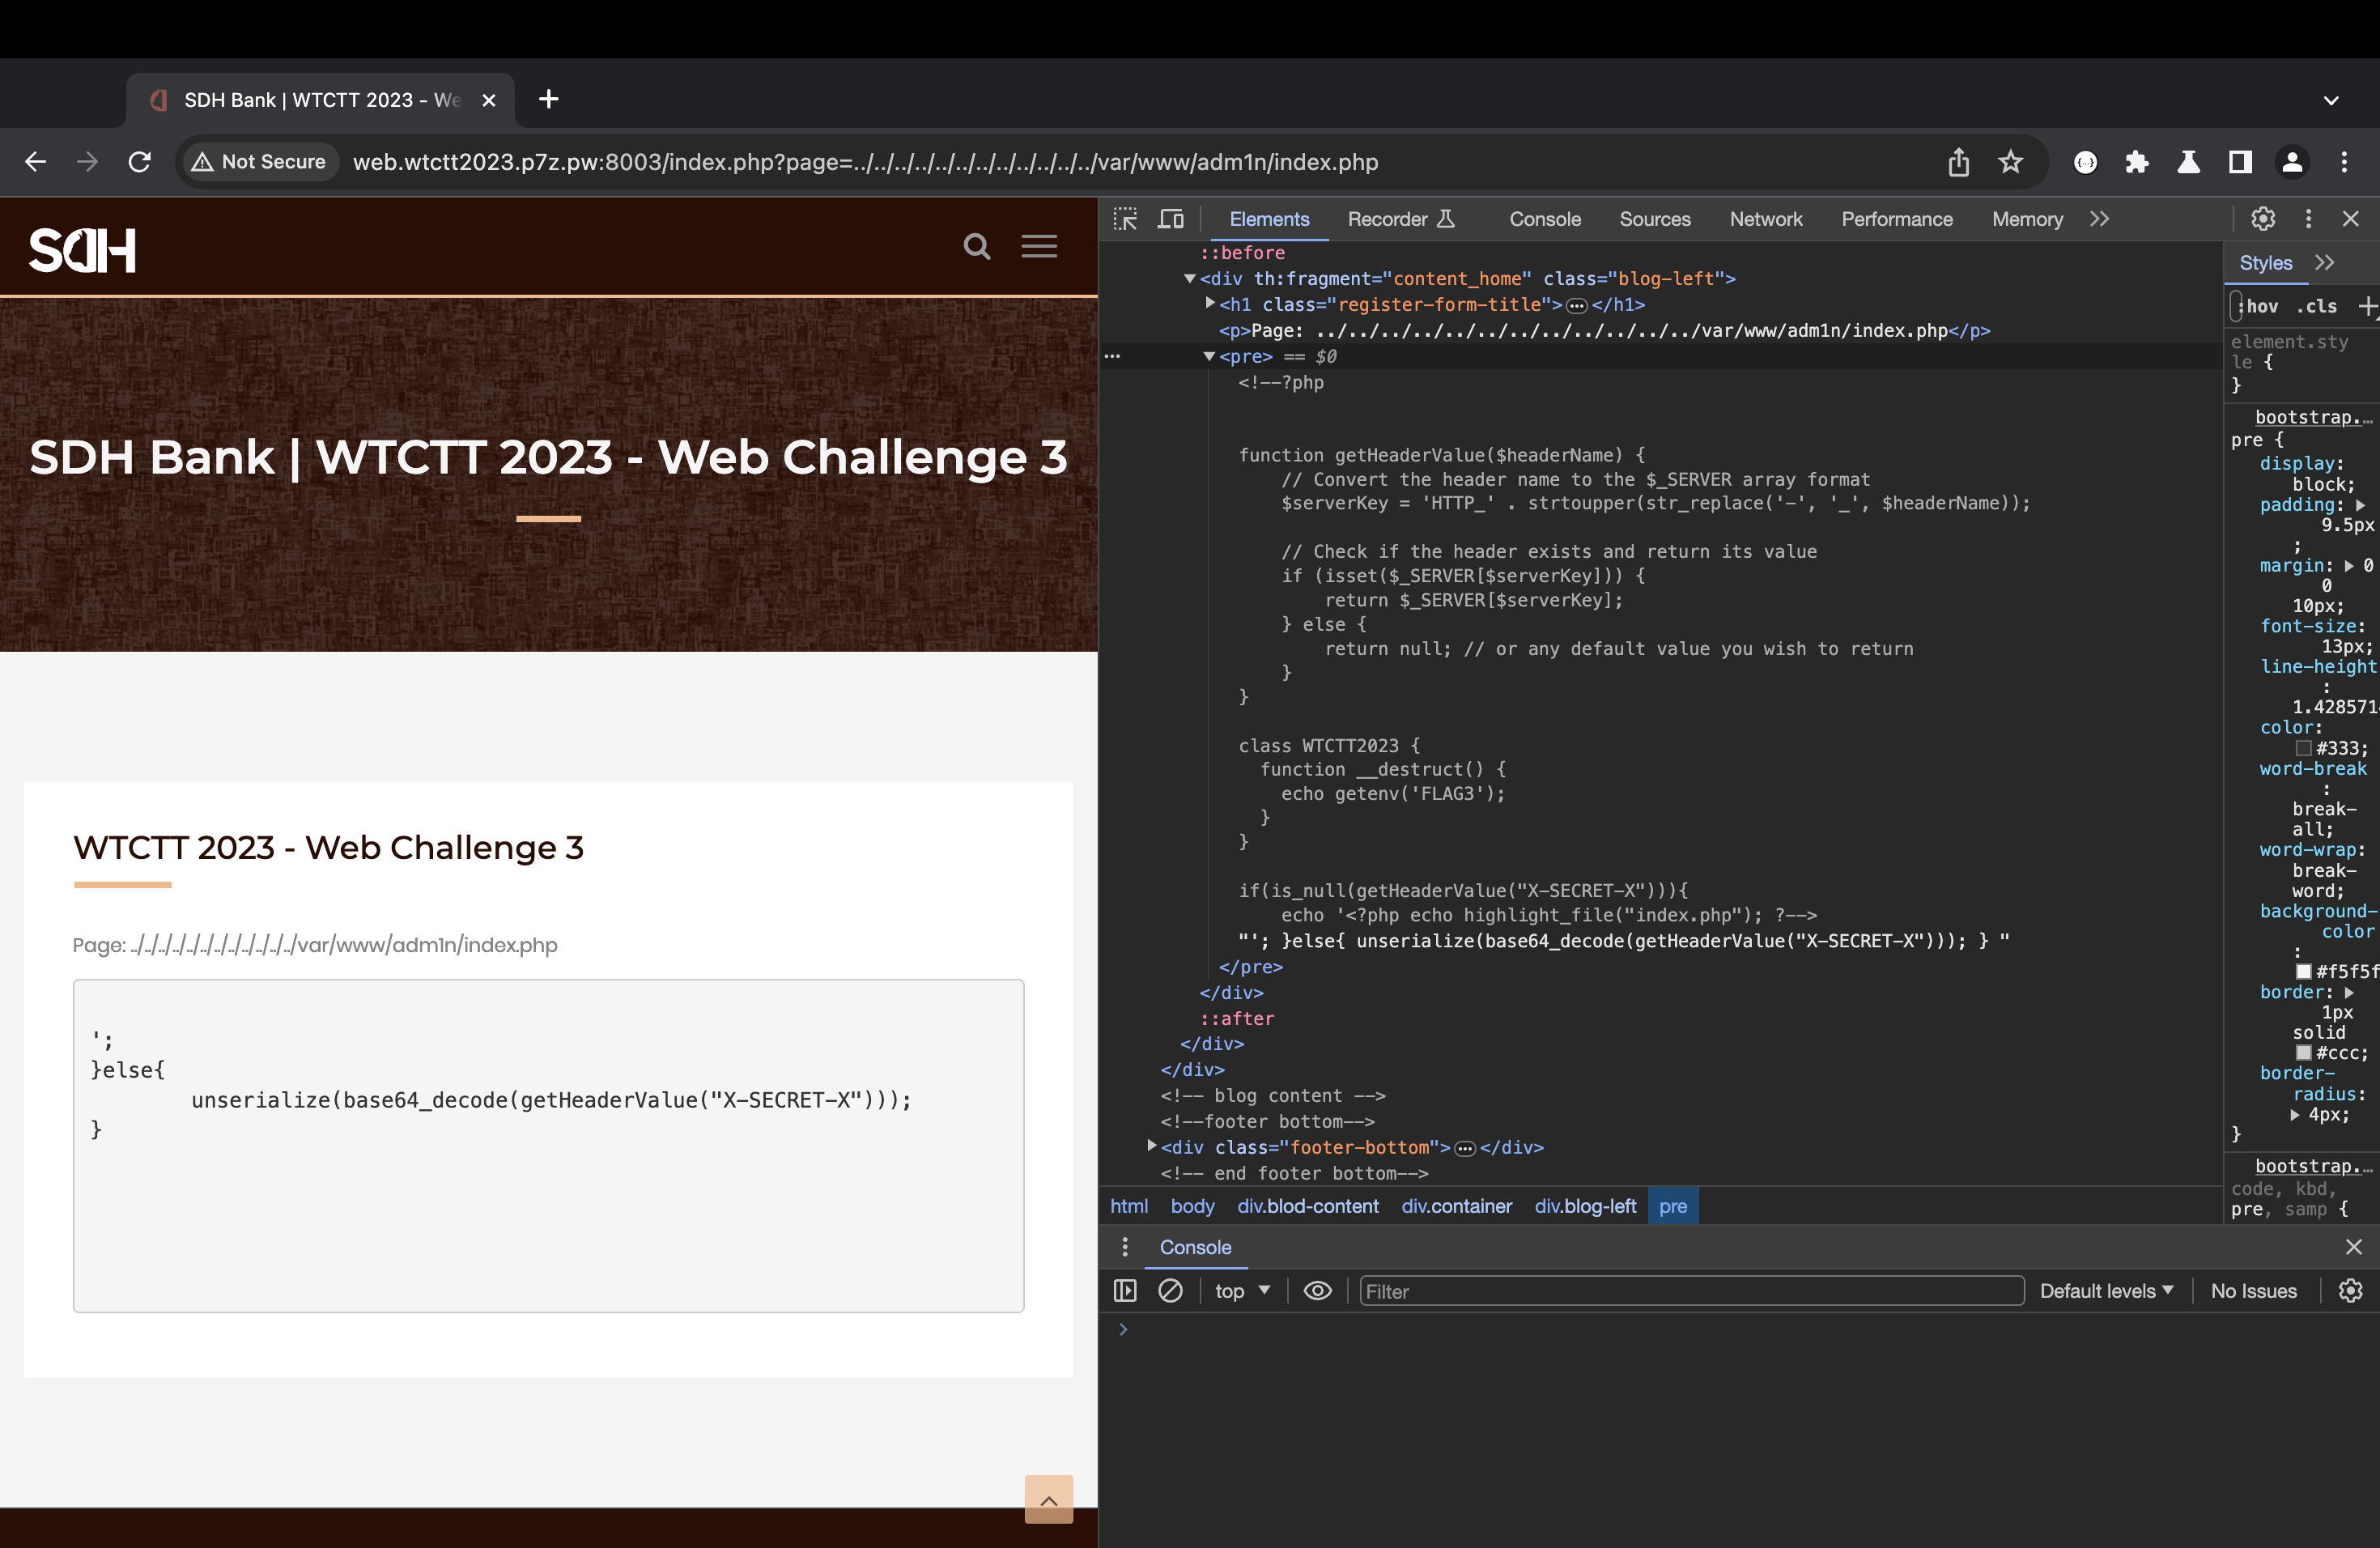 SDH Bank | WTCTT 2023 - We
Not Secure
web.wtctt2023.p7z.pw:8003/index.php?page=../../../../../../../../../../../../var/www/adm1n/index.php
SDH
SDH Bank | WTCTT 2023 - Web Challenge 3
WTCTT 2023 - Web Challenge 3
Page: ../../../../../../../../../../../../var/www/adm1n/index.php
';
}else{
unserialize(base64_decode(getHeaderValue("X-SECRET-X")));
}
Elements Recorder Console Sources Network Performance Memory
::before
<div th:fragment="content_home" class="blog-left">
<h1 class="register-form-title">…</h1>
<p>Page: ../../../../../../../../../../../../var/www/adm1n/index.php</p>
<pre> == $0
<!--?php
function getHeaderValue($headerName) {
// Convert the header name to the $_SERVER array format
$serverKey = 'HTTP_' . strtoupper(str_replace('-', '_', $headerName));
// Check if the header exists and return its value
if (isset($_SERVER[$serverKey])) {
return $_SERVER[$serverKey];
} else {
return null; // or any default value you wish to return
}
}
class WTCTT2023 {
function __destruct() {
echo getenv('FLAG3');
}
}
if(is_null(getHeaderValue("X-SECRET-X"))){
echo '<?php echo highlight_file("index.php"); ?-->
"'; }else{ unserialize(base64_decode(getHeaderValue("X-SECRET-X"))); } "
</pre>
</div>
::after
</div>
</div>
<!-- blog content -->
<!--footer bottom-->
<div class="footer-bottom">…</div>
<!-- end footer bottom-->
html body div.blod-content div.container div.blog-left pre
Styles
:hov .cls +
element.sty
le {
}
bootstrap.…
pre {
display:
block;
padding:
9.5px
;
margin: 0
0
10px;
font-size:
13px;
line-height
:
1.428571
color:
#333;
word-break
:
break-
all;
word-wrap:
break-
word;
background-
color
:
#f5f5f
border:
1px
solid
#ccc;
border-
radius:
4px;
}
bootstrap.…
code, kbd,
pre, samp {
Console
top
Filter
Default levels
No Issues